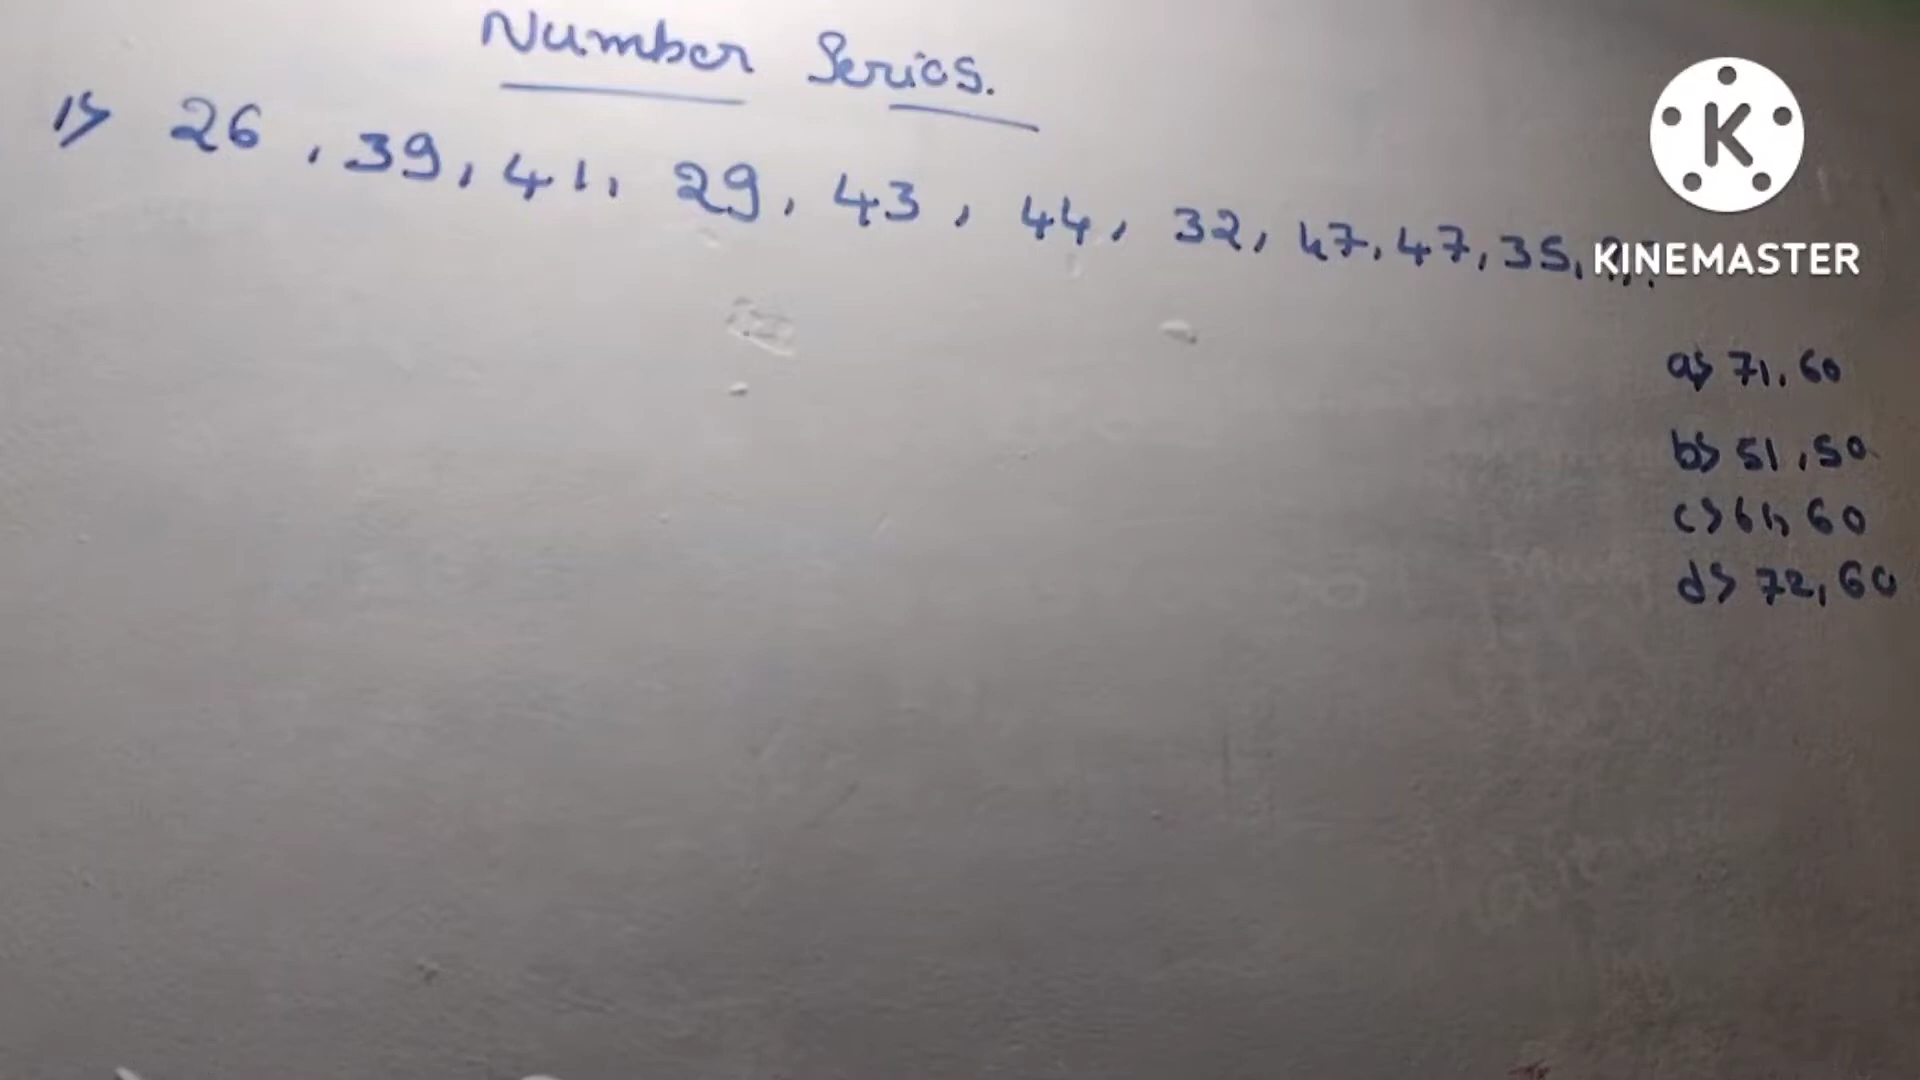 Number Series.
1> 26, 39, 41, 29, 43, 44, 32, 47, 47, 35,
KINEMASTER
a> 71, 60
b> 51, 50
c> 61, 60
d> 72, 60